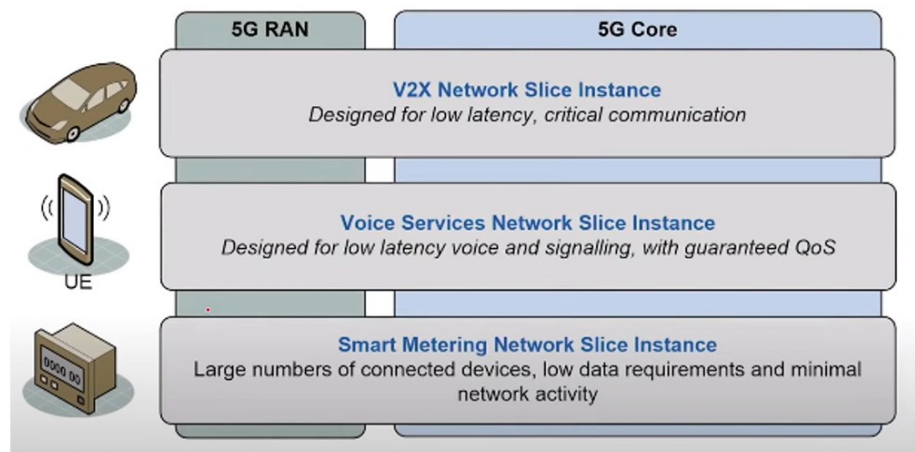 5G RAN
5G Core
V2X Network Slice Instance
Designed for low latency, critical communication
Voice Services Network Slice Instance
Designed for low latency voice and signalling, with guaranteed QoS
UE
Smart Metering Network Slice Instance
Large numbers of connected devices, low data requirements and minimal
network activity
0000 00